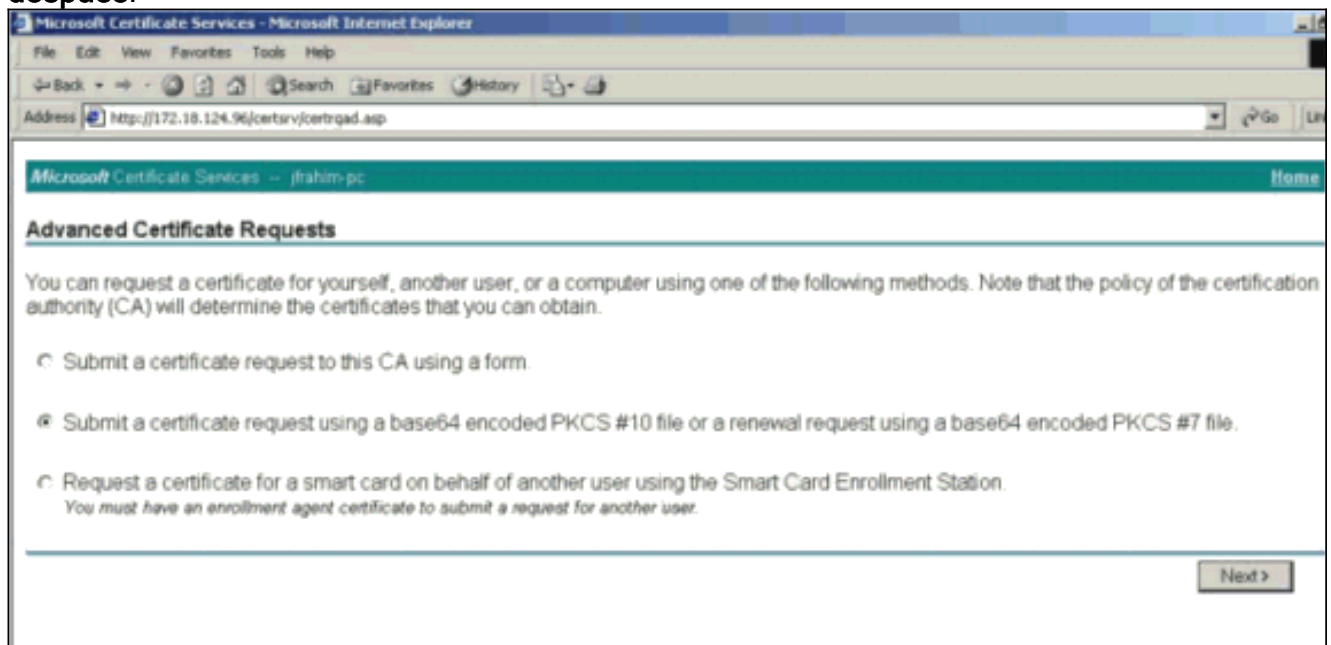 después.
Microsoft Certificate Services - Microsoft Internet Explorer
File Edit View Favorites Tools Help
Back Search Favorites History
Address http://172.18.124.96/certsrv/certrqad.asp Go
Microsoft Certificate Services -- jfrahim-pc Home
Advanced Certificate Requests
You can request a certificate for yourself, another user, or a computer using one of the following methods. Note that the policy of the certification
authority (CA) will determine the certificates that you can obtain.
Submit a certificate request to this CA using a form.
Submit a certificate request using a base64 encoded PKCS #10 file or a renewal request using a base64 encoded PKCS #7 file.
Request a certificate for a smart card on behalf of another user using the Smart Card Enrollment Station.
You must have an enrollment agent certificate to submit a request for another user.
Next >